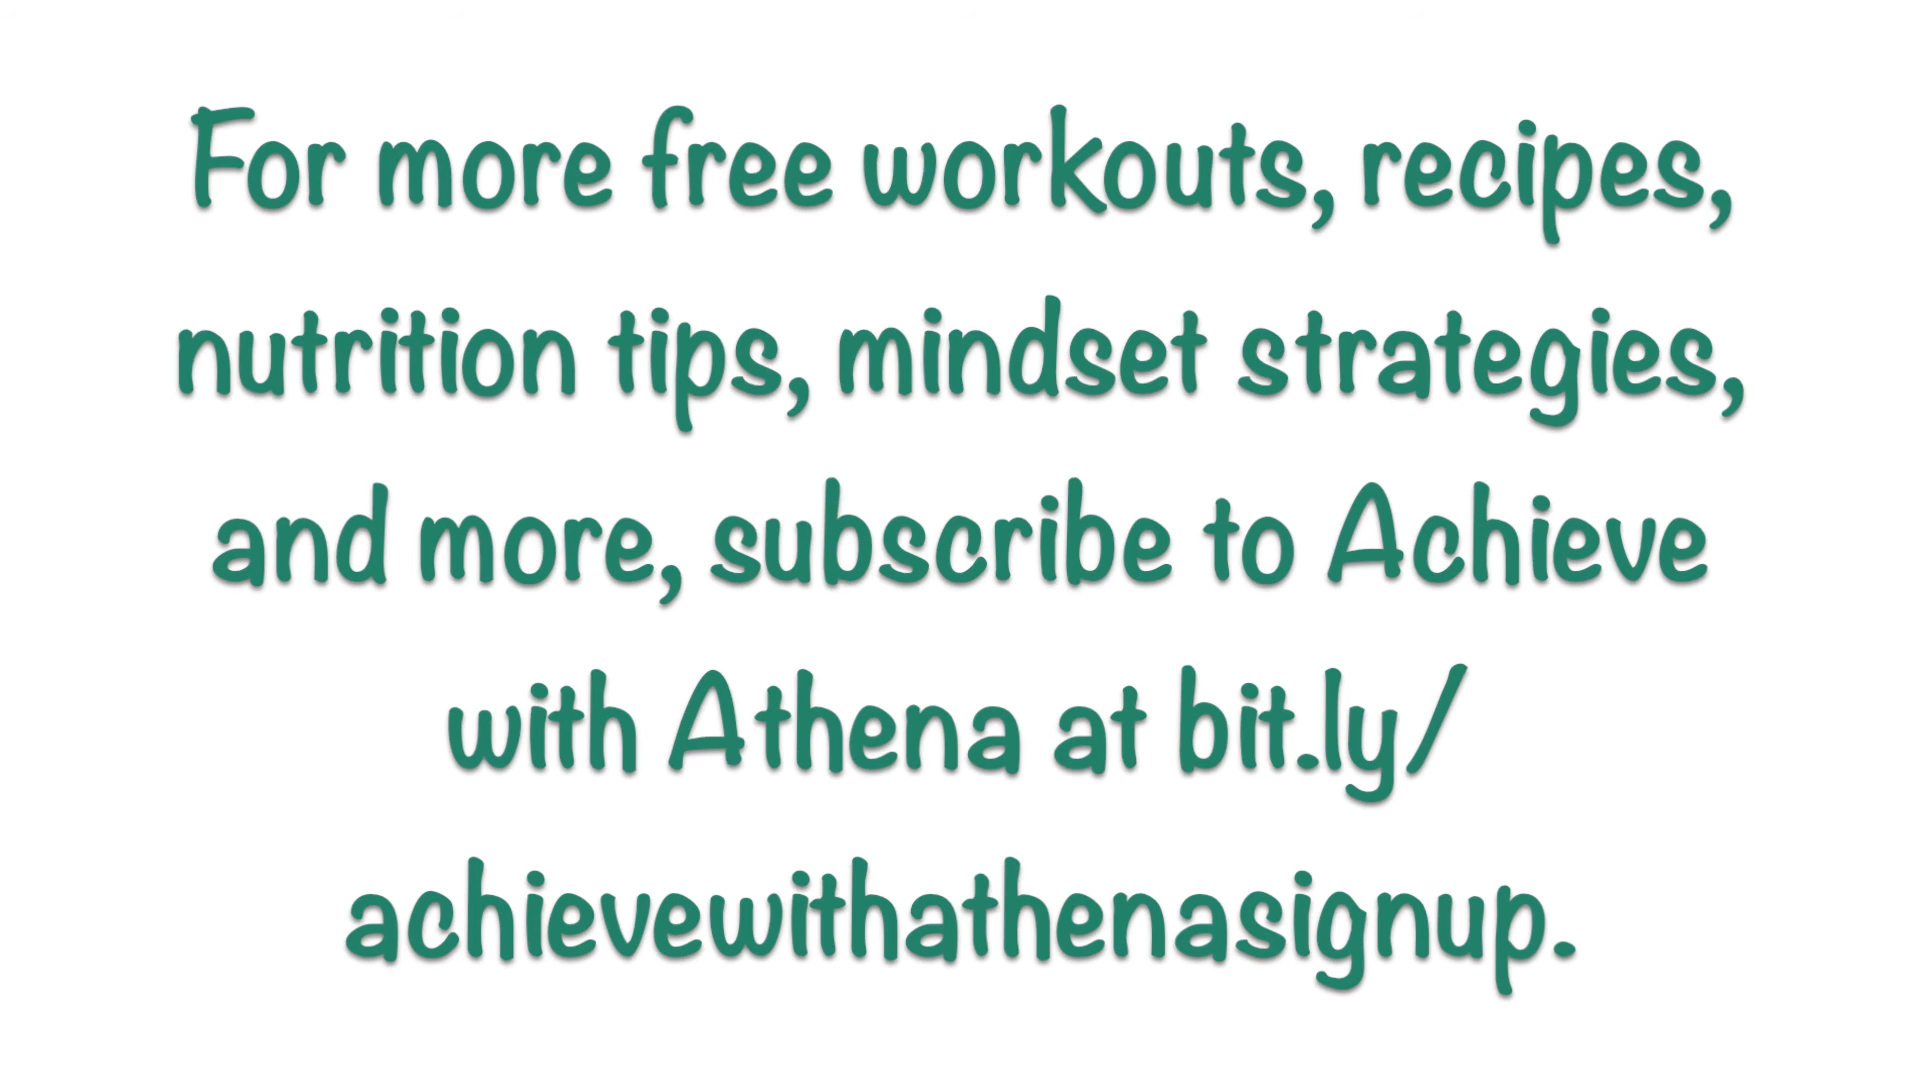 For more free workouts, recipes,
nutrition tips, mindset strategies,
and more, subscribe to Achieve
with Athena at bit.ly/
achievewithathenasignup.